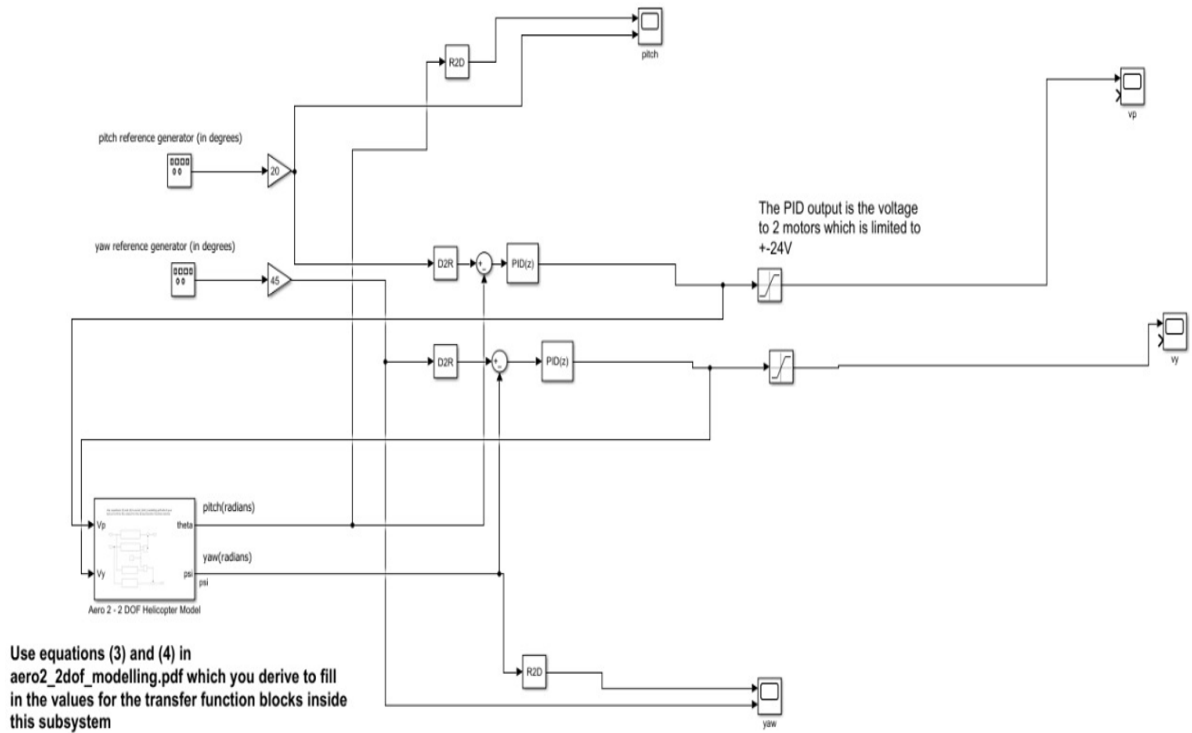 R2D
pitch
vp
pitch reference generator (in degrees)
20
yaw reference generator (in degrees)
45
The PID output is the voltage
to 2 motors which is limited to
+-24V
D2R
PID(z)
D2R
PID(z)
vy
pitch(radians)
Vp
theta
yaw(radians)
Vy
psi
psi
Aero 2 - 2 DOF Helicopter Model
Use equations (3) and (4) in
aero2_2dof_modelling.pdf which you derive to fill
in the values for the transfer function blocks inside
this subsystem
R2D
yaw